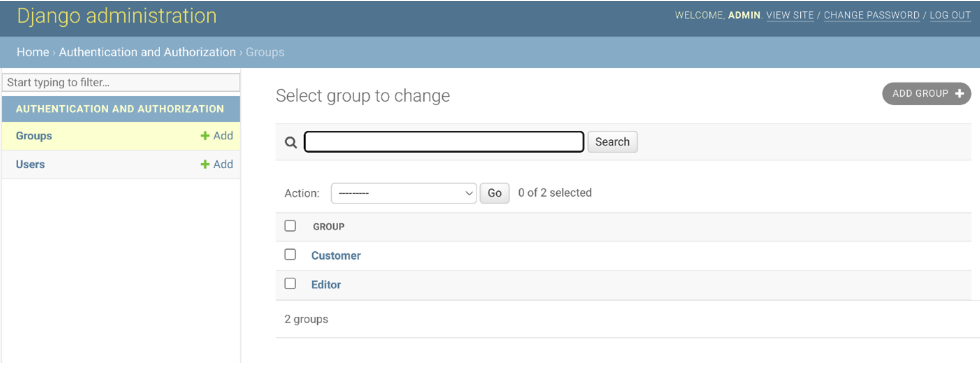 Django administration
WELCOME, ADMIN. VIEW SITE / CHANGE PASSWORD / LOG OUT
Home › Authentication and Authorization › Groups
Start typing to filter...
AUTHENTICATION AND AUTHORIZATION
Groups + Add
Users + Add
Select group to change
ADD GROUP +
Search
Action: --------- Go 0 of 2 selected
GROUP
Customer
Editor
2 groups